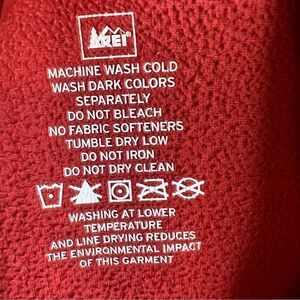 REI
MACHINE WASH COLD
WASH DARK COLORS
SEPARATELY
DO NOT BLEACH
NO FABRIC SOFTENERS
TUMBLE DRY LOW
DO NOT IRON
DO NOT DRY CLEAN
WASHING AT LOWER
TEMPERATURE
AND LINE DRYING REDUCES
THE ENVIRONMENTAL IMPACT
OF THIS GARMENT